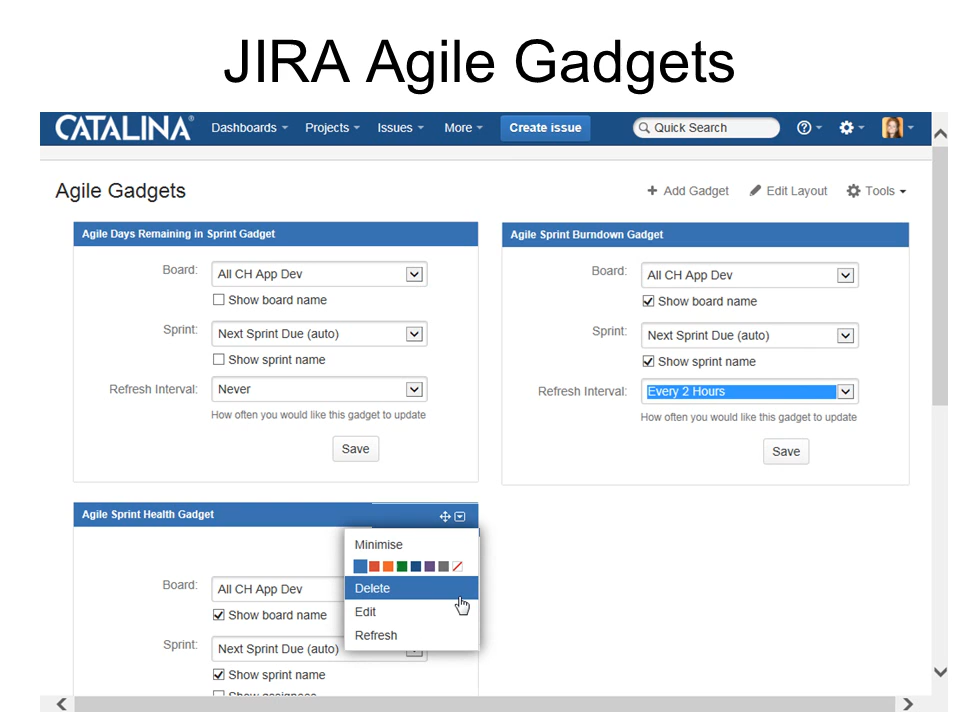 JIRA Agile Gadgets
CATALINA® Dashboards Projects Issues More Create issue Quick Search
Agile Gadgets
Add Gadget Edit Layout Tools
Agile Days Remaining in Sprint Gadget
Board: All CH App Dev
Show board name
Sprint: Next Sprint Due (auto)
Show sprint name
Refresh Interval: Never
How often you would like this gadget to update
Save
Agile Sprint Burndown Gadget
Board: All CH App Dev
Show board name
Sprint: Next Sprint Due (auto)
Show sprint name
Refresh Interval: Every 2 Hours
How often you would like this gadget to update
Save
Agile Sprint Health Gadget
Minimise
Delete
Edit
Refresh
Board: All CH App Dev
Show board name
Sprint: Next Sprint Due (auto)
Show sprint name
Show assignees